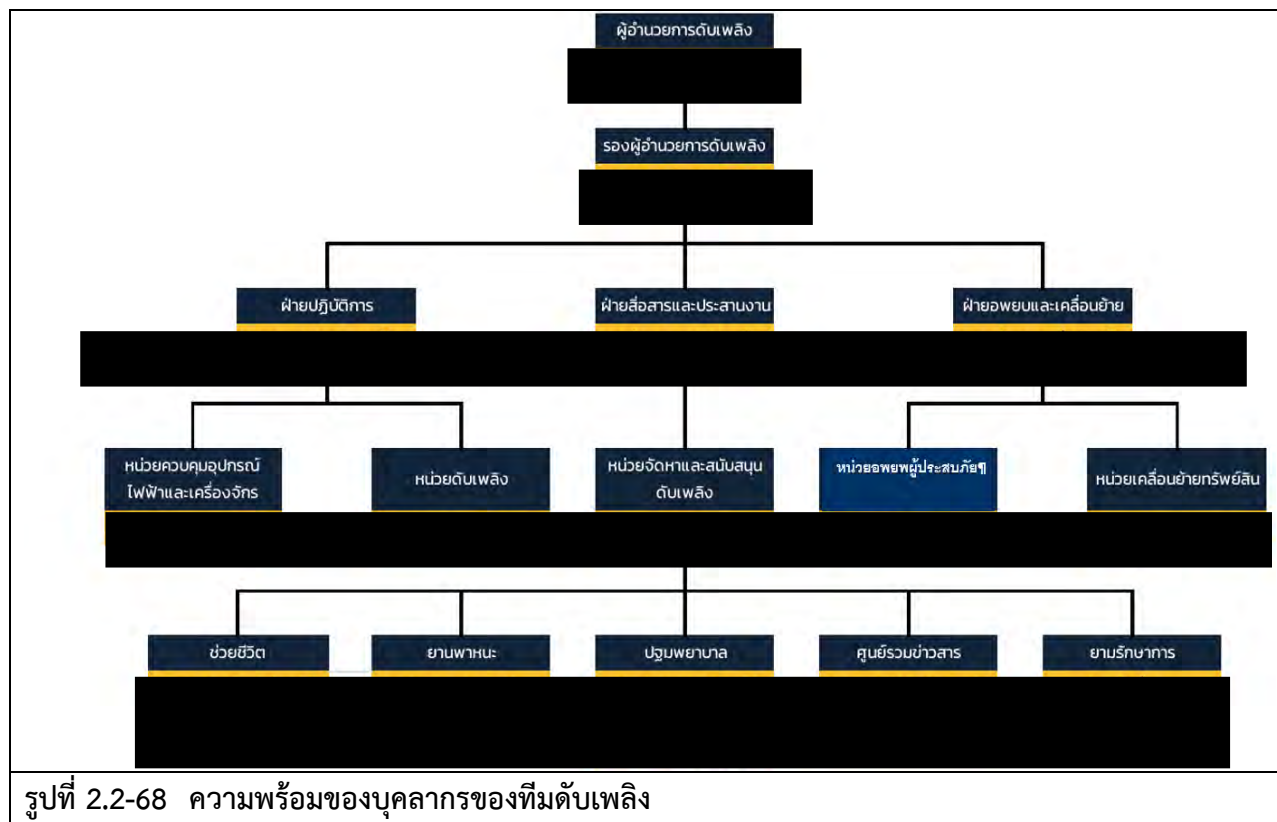 ผู้อำนวยการดับเพลิง
รองผู้อำนวยการดับเพลิง
ฝ่ายปฏิบัติการ
ฝ่ายสื่อสารและประสานงาน
ฝ่ายอพยบและเคลื่อนย้าย
หน่วยควบคุมอุปกรณ์
ไฟฟ้าและเครื่องจักร
หน่วยดับเพลิง
หน่วยจัดหาและสนับสนุน
ดับเพลิง
หน่วยอพยพผู้ประสบภัย¶
หน่วยเคลื่อนย้ายทรัพย์สิน
ช่วยชีวิต
ยานพาหนะ
ปฐมพยาบาล
ศูนย์รวมข่าวสาร
ยามรักษาการ
รูปที่ 2.2-68 ความพร้อมของบุคลากรของทีมดับเพลิง